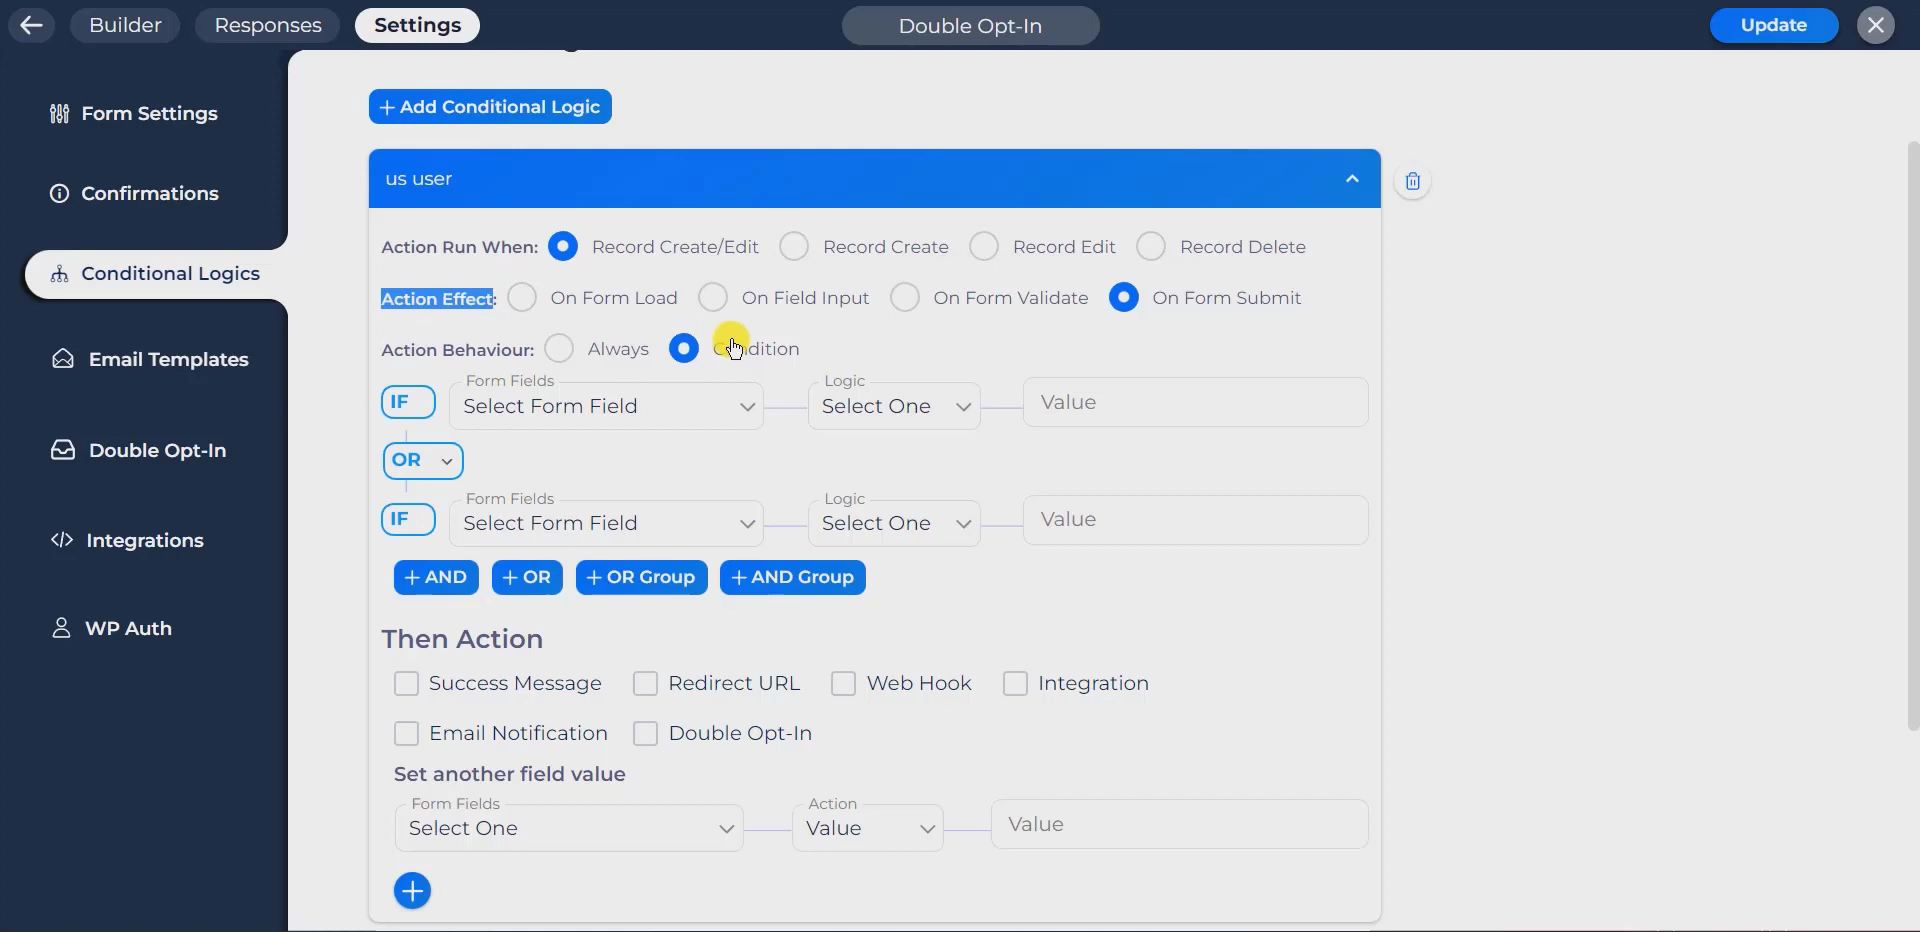 Builder
Responses
Settings
Double Opt-In
Update
Form Settings
Confirmations
Conditional Logics
Email Templates
Double Opt-In
Integrations
WP Auth
+ Add Conditional Logic
us user
Action Run When: Record Create/Edit Record Create Record Edit Record Delete
Action Effect: On Form Load On Field Input On Form Validate On Form Submit
Action Behaviour: Always
Form Fields Logic
IF Select Form Field Select One Value
OR
Form Fields Logic
IF Select Form Field Select One Value
+ AND + OR + OR Group + AND Group
Then Action
Success Message Redirect URL Web Hook Integration
Email Notification Double Opt-In
Set another field value
Form Fields Action
Select One Value Value